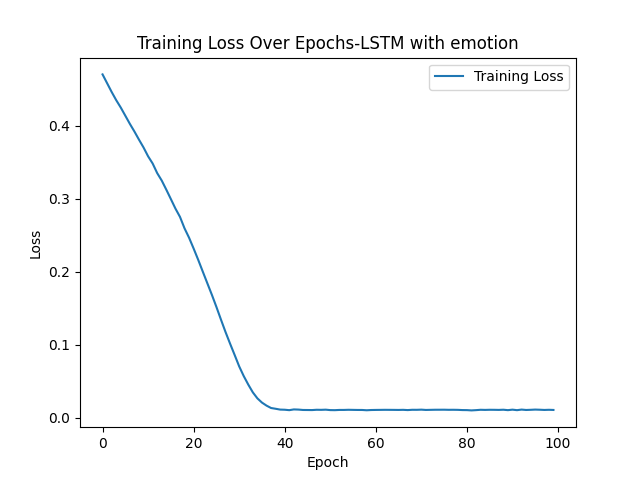 Training Loss Over Epochs-LSTM with emotion
Training Loss
0.4
0.3
0.2
0.1
0.0
Loss
0 20 40 60 80 100
Epoch